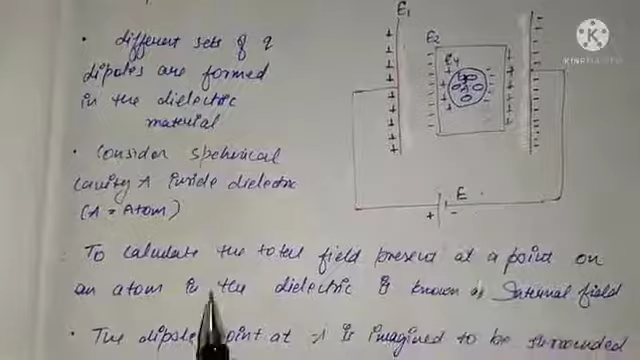 E1
E2
E4
E
+ -
K
KINEMASTER
• different sets of
dipoles are formed
in the dielectric
material
• Consider Spherical
Cavity A inside dielectric
(A = Atom)
To calculate the total field present at a point on
an atom in the dielectric is known as Internal field
• The dipole point at A is imagined to be surrounded